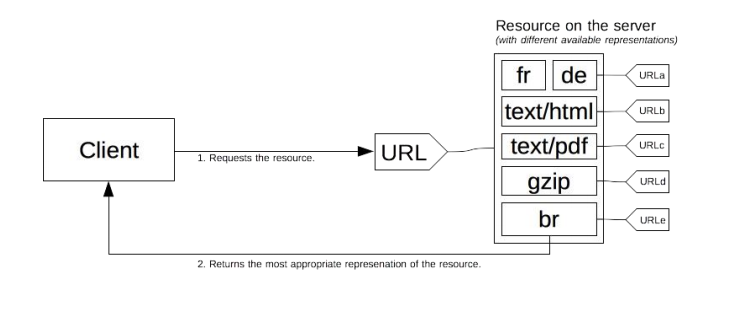 Resource on the server
(with different available representations)
fr
de
URLa
text/html
URLb
Client
1. Requests the resource.
URL
text/pdf
URLc
gzip
URLd
br
URLe
2. Returns the most appropriate represenation of the resource.